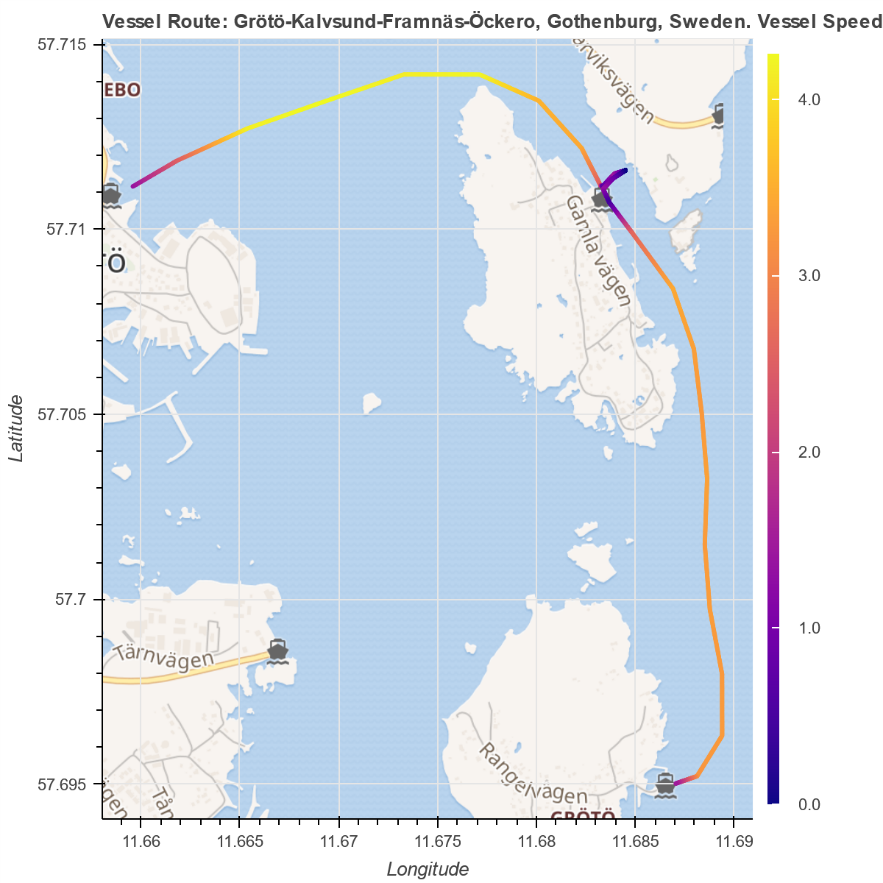 Vessel Route: Grötö-Kalvsund-Framnäs-Öckero, Gothenburg, Sweden. Vessel Speed
57.715
57.71
57.705
57.7
57.695
Latitude
EBO
Ö
Gamla vägen
Tärnvägen
Rangelvägen
GRÖTÖ
11.66
11.665
11.67
11.675
11.68
11.685
11.69
Longitude
4.0
3.0
2.0
1.0
0.0